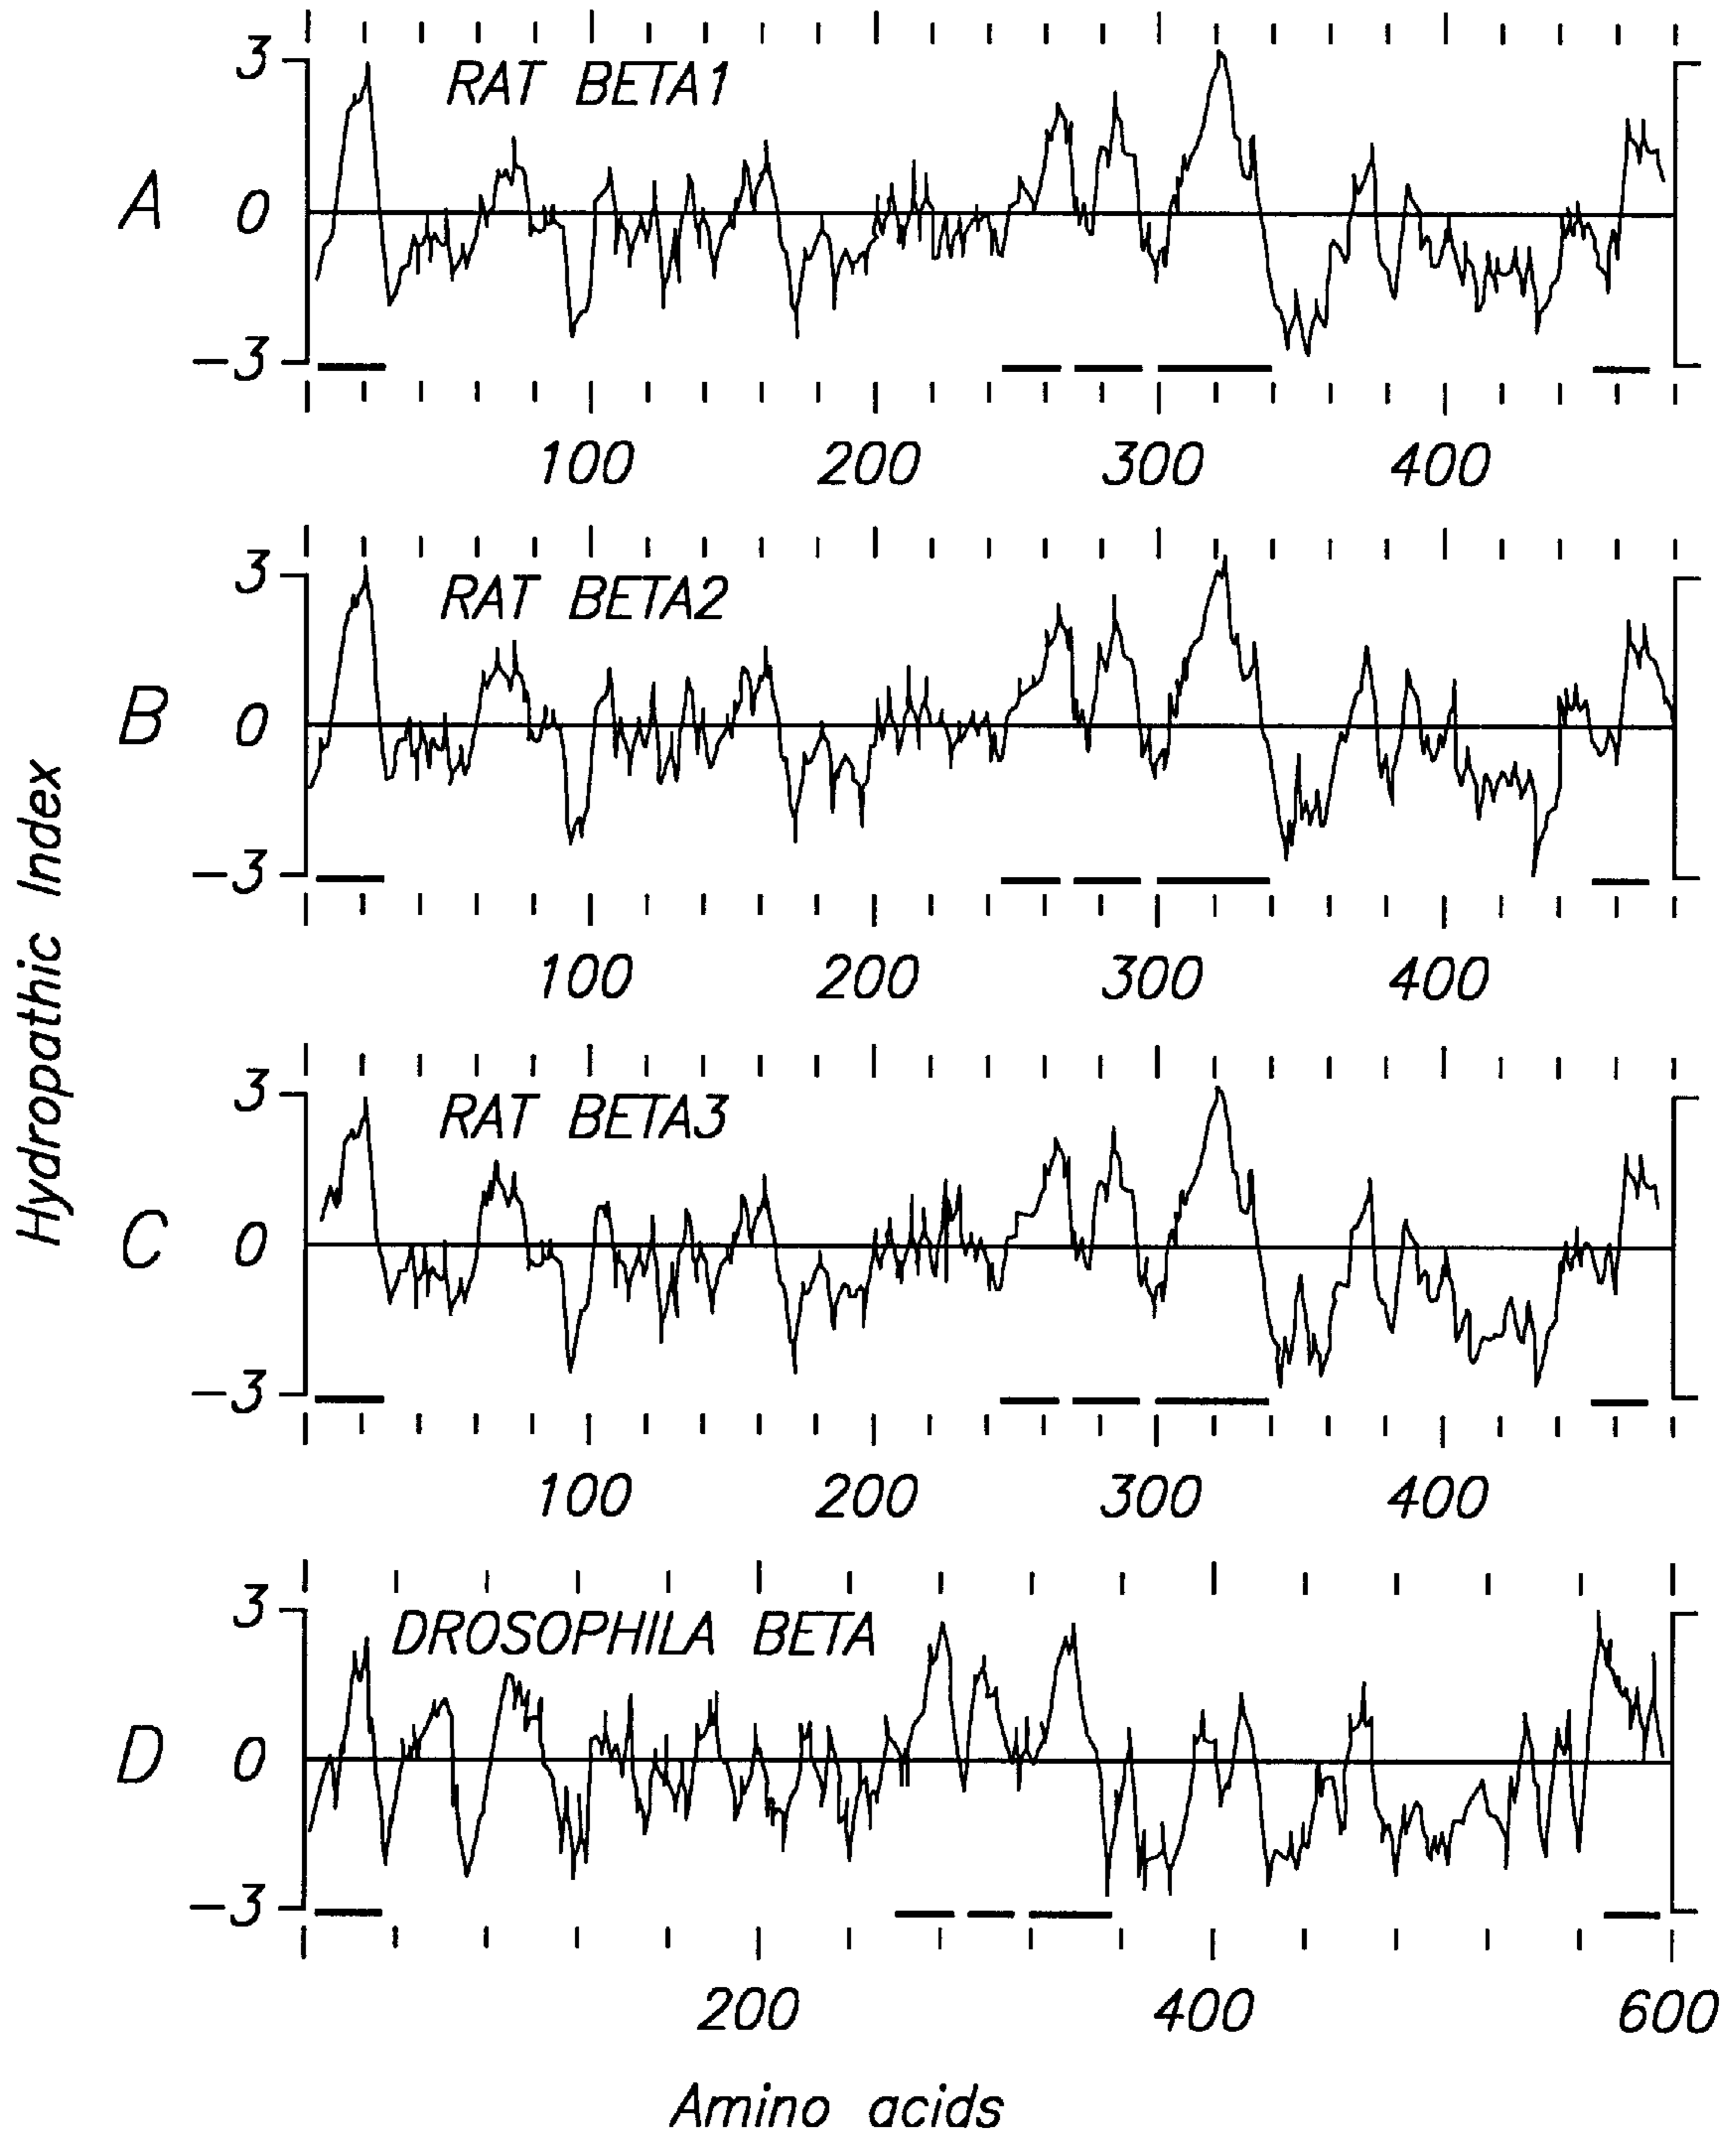 3
RAT BETA1
A
0
−3
100 200 300 400
3
RAT BETA2
B
0
−3
100 200 300 400
Hydropathic Index
3
RAT BETA3
C
0
−3
100 200 300 400
3
DROSOPHILA BETA
D
0
−3
200 400 600
Amino acids